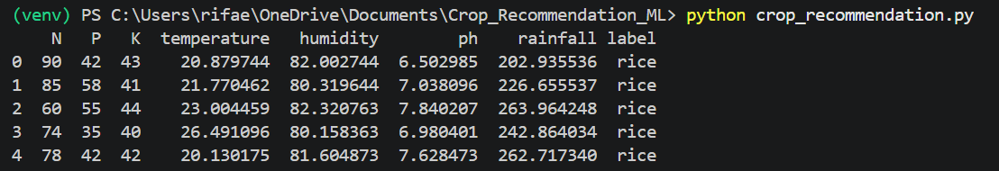 (venv) PS C:\Users\rifae\OneDrive\Documents\Crop_Recommendation_ML> python crop_recommendation.py
    N   P   K  temperature   humidity        ph    rainfall label
0  90  42  43    20.879744  82.002744  6.502985  202.935536  rice
1  85  58  41    21.770462  80.319644  7.038096  226.655537  rice
2  60  55  44    23.004459  82.320763  7.840207  263.964248  rice
3  74  35  40    26.491096  80.158363  6.980401  242.864034  rice
4  78  42  42    20.130175  81.604873  7.628473  262.717340  rice